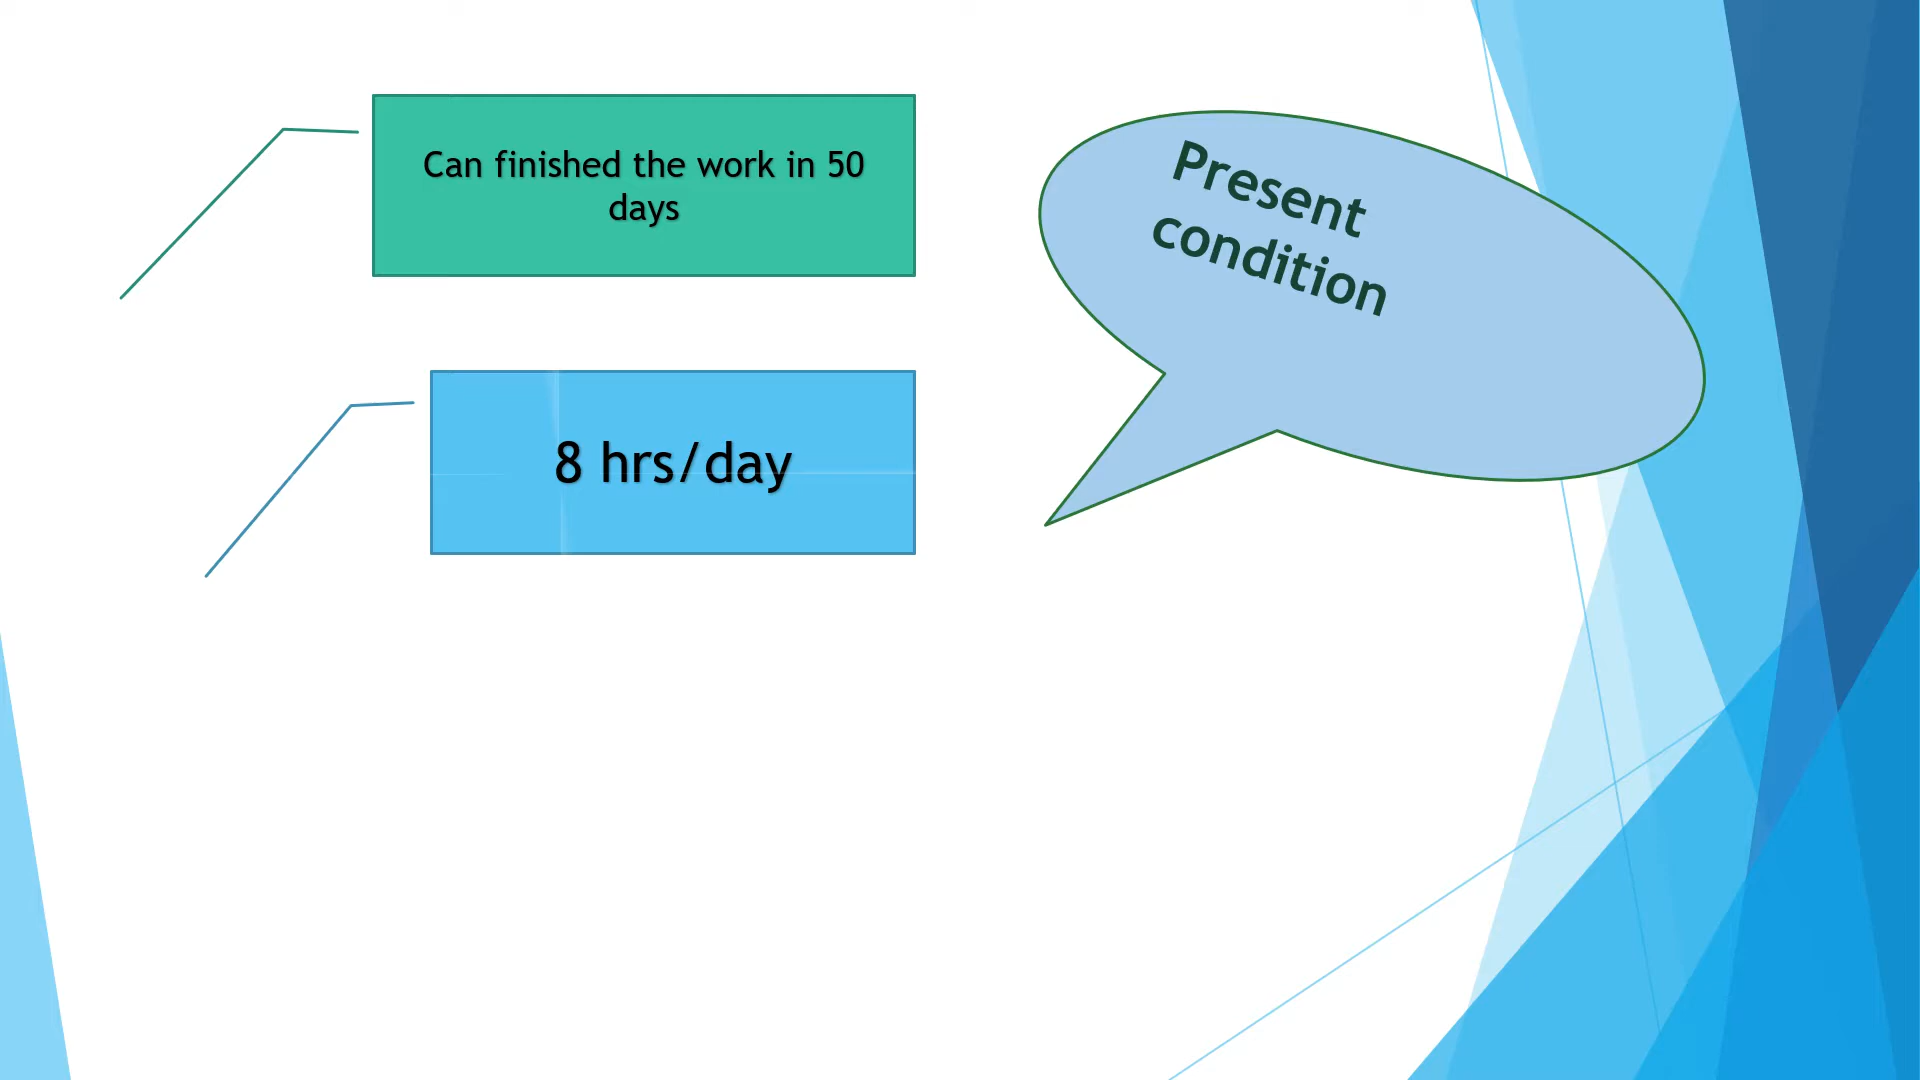 Can finished the work in 50
days
Present
condition
8 hrs/day